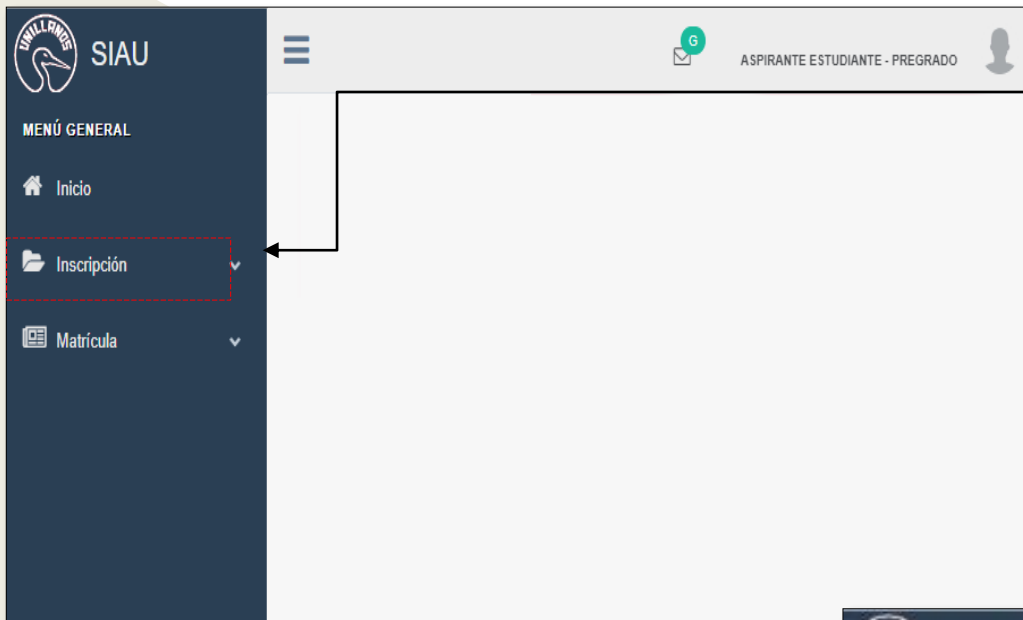 UNILLANOS
SIAU
G
ASPIRANTE ESTUDIANTE - PREGRADO
MENÚ GENERAL
Inicio
Inscripción
Matrícula